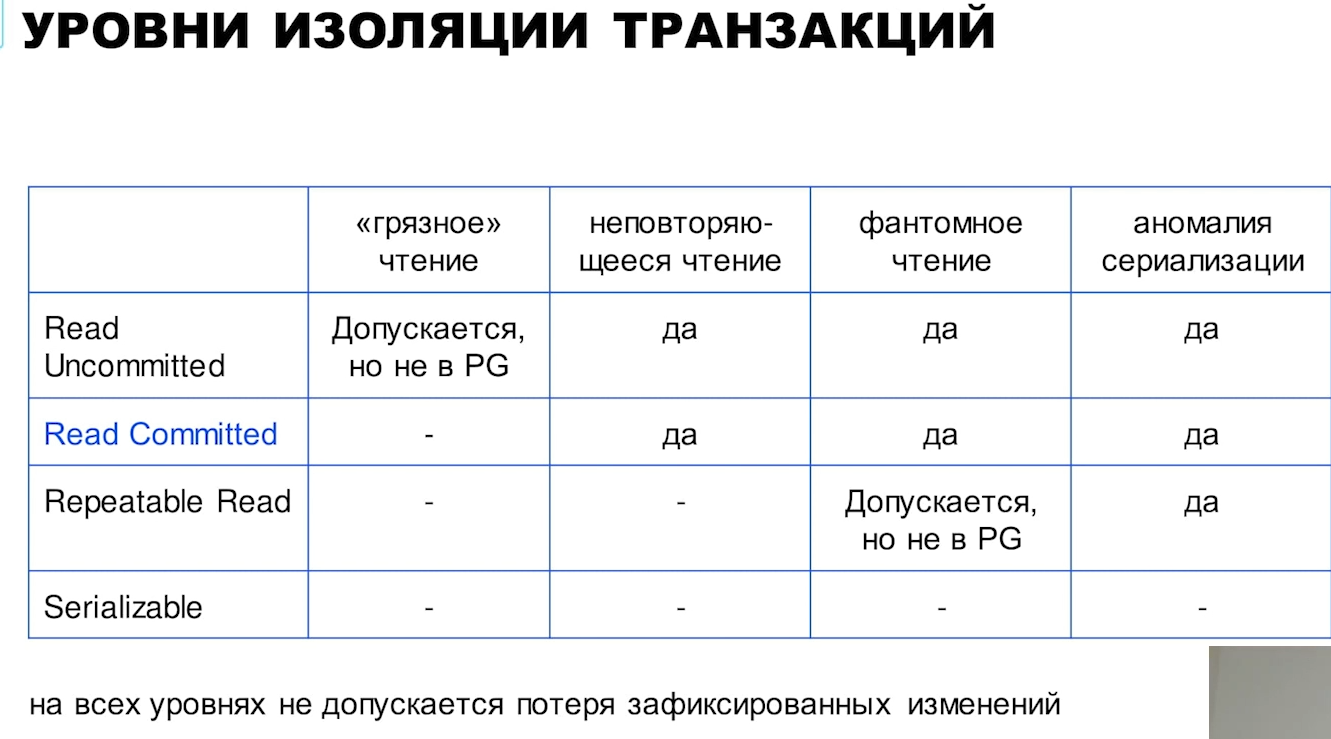 УРОВНИ ИЗОЛЯЦИИ ТРАНЗАКЦИЙ
«грязное» чтение
неповторяю-
щееся чтение
фантомное чтение
аномалия сериализации
Read Uncommitted
Допускается, но не в PG
да
да
да
Read Committed
-
да
да
да
Repeatable Read
-
-
Допускается, но не в PG
да
Serializable
-
-
-
-
на всех уровнях не допускается потеря зафиксированных изменений